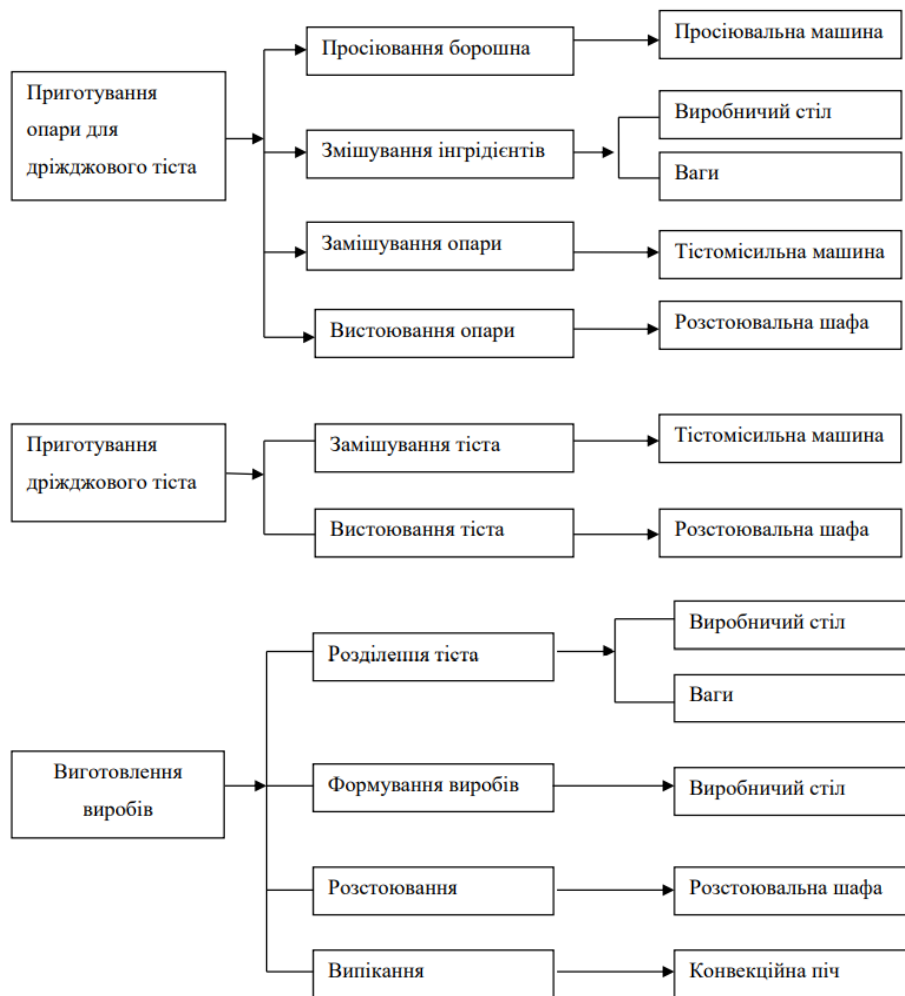 Просіювання борошна
Просіювальна машина
Приготування
опари для
дріжджового тіста
Змішування інгрідієнтів
Виробничий стіл
Ваги
Замішування опари
Тістомісильна машина
Вистоювання опари
Розстоювальна шафа
Приготування
дріжджового тіста
Замішування тіста
Тістомісильна машина
Вистоювання тіста
Розстоювальна шафа
Розділення тіста
Виробничий стіл
Ваги
Виготовлення
виробів
Формування виробів
Виробничий стіл
Розстоювання
Розстоювальна шафа
Випікання
Конвекційна піч